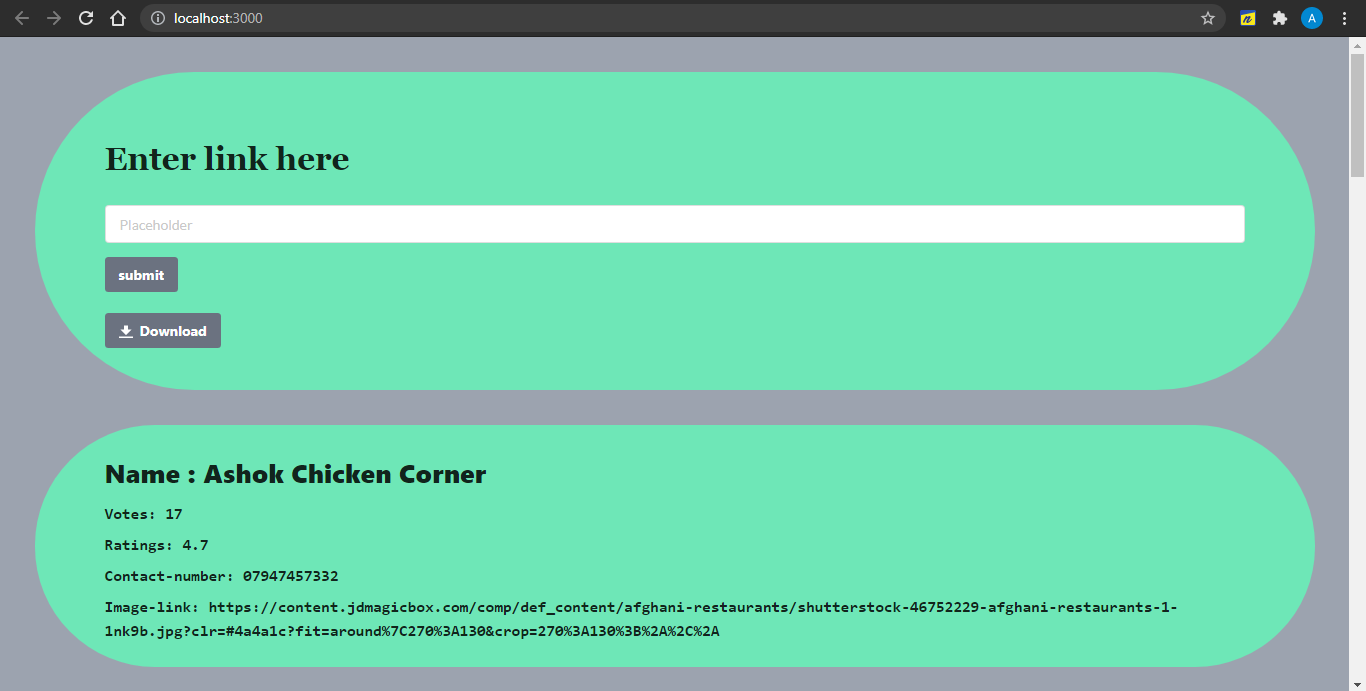 localhost:3000
n
A
Enter link here
Placeholder
submit
Download
Name : Ashok Chicken Corner
Votes: 17
Ratings: 4.7
Contact-number: 07947457332
Image-link: https://content.jdmagicbox.com/comp/def_content/afghani-restaurants/shutterstock-46752229-afghani-restaurants-1-
1nk9b.jpg?clr=#4a4a1c?fit=around%7C270%3A130&crop=270%3A130%3B%2A%2C%2A